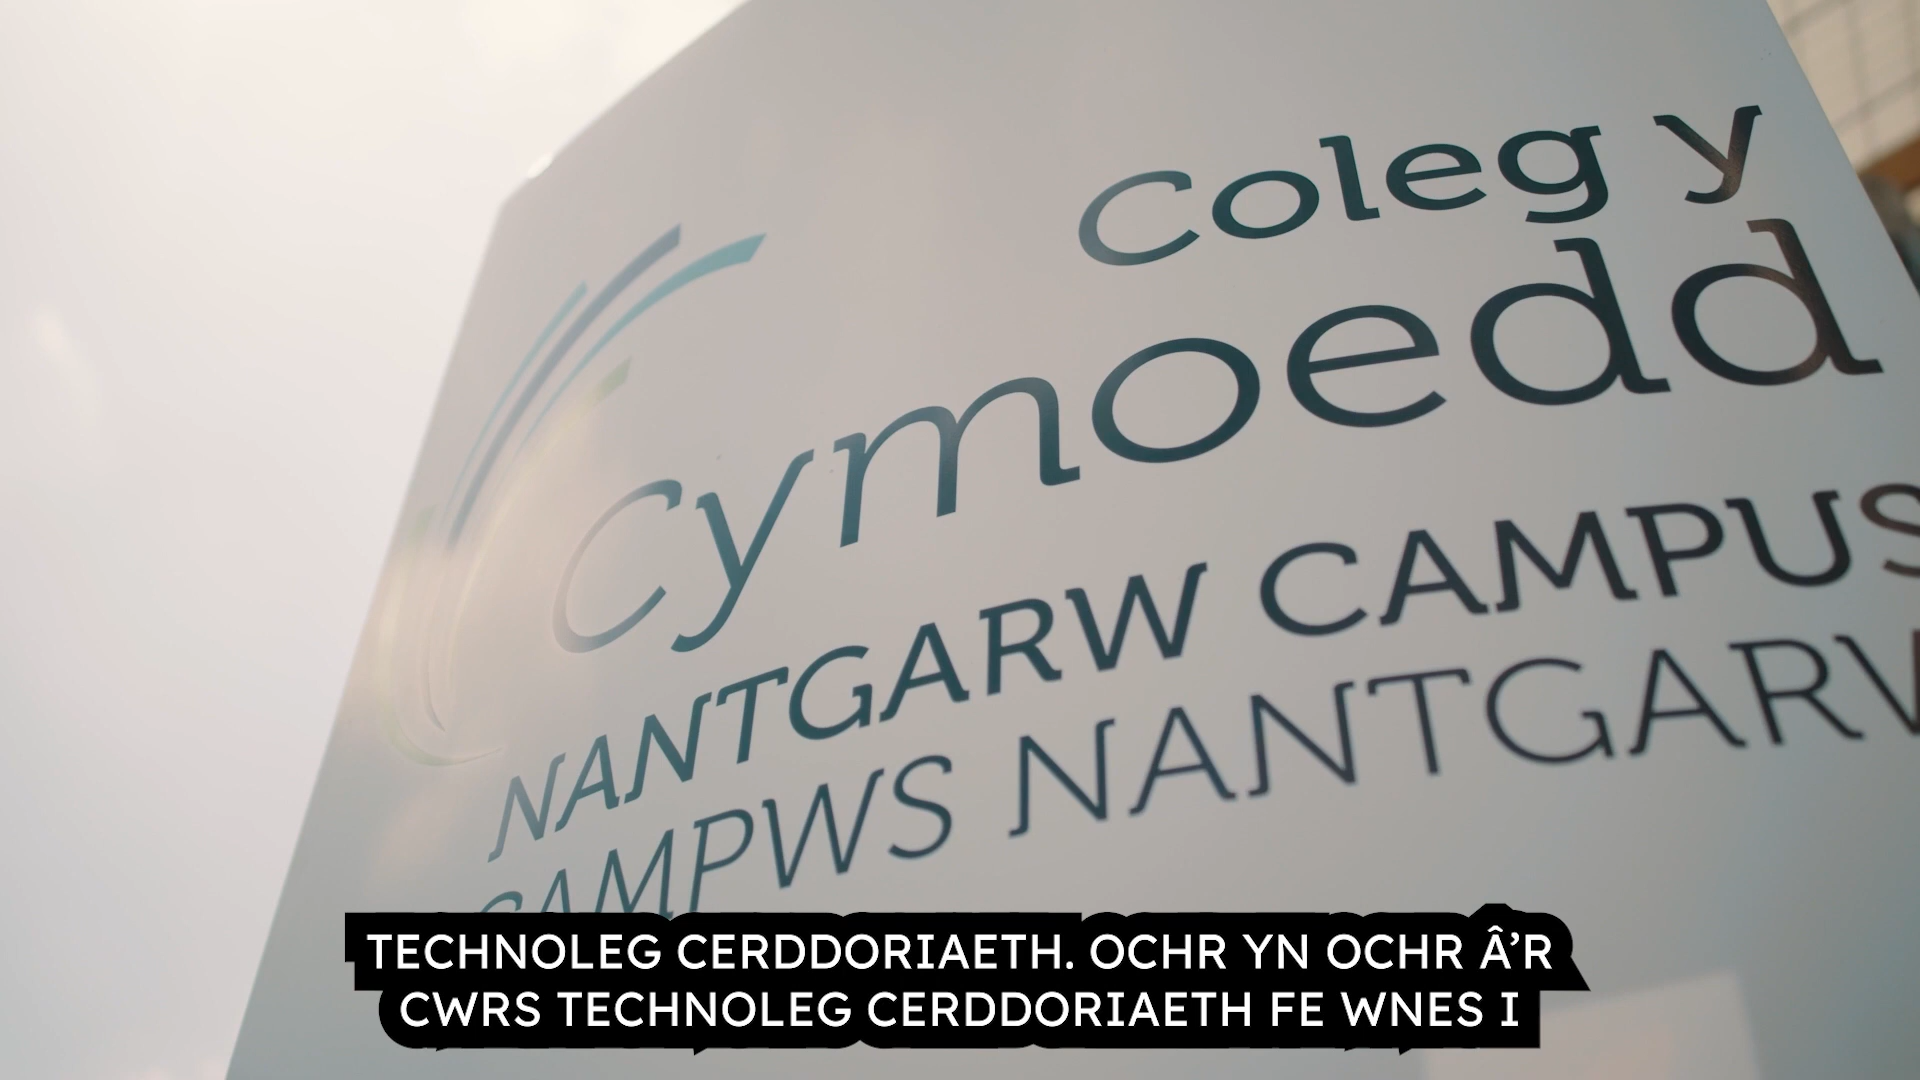 Coleg y
cymoedd
NANTGARW CAMPUS
CAMPWS NANTGARW
TECHNOLEG CERDDORIAETH. OCHR YN OCHR Â’R
CWRS TECHNOLEG CERDDORIAETH FE WNES I